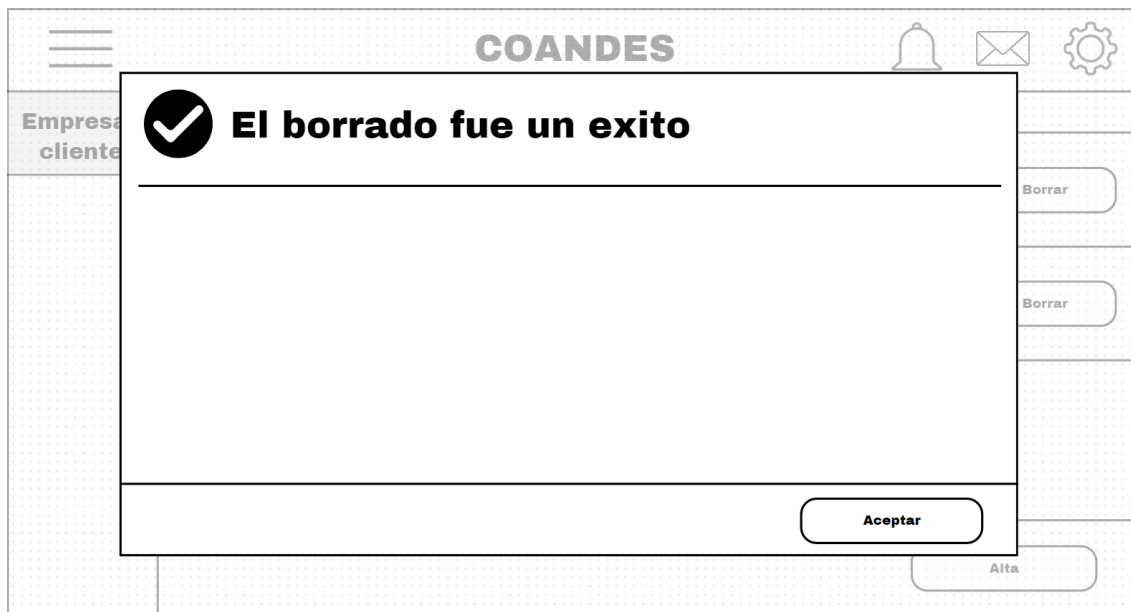 COANDES
Empresa
cliente
El borrado fue un exito
Borrar
Borrar
Aceptar
Alta